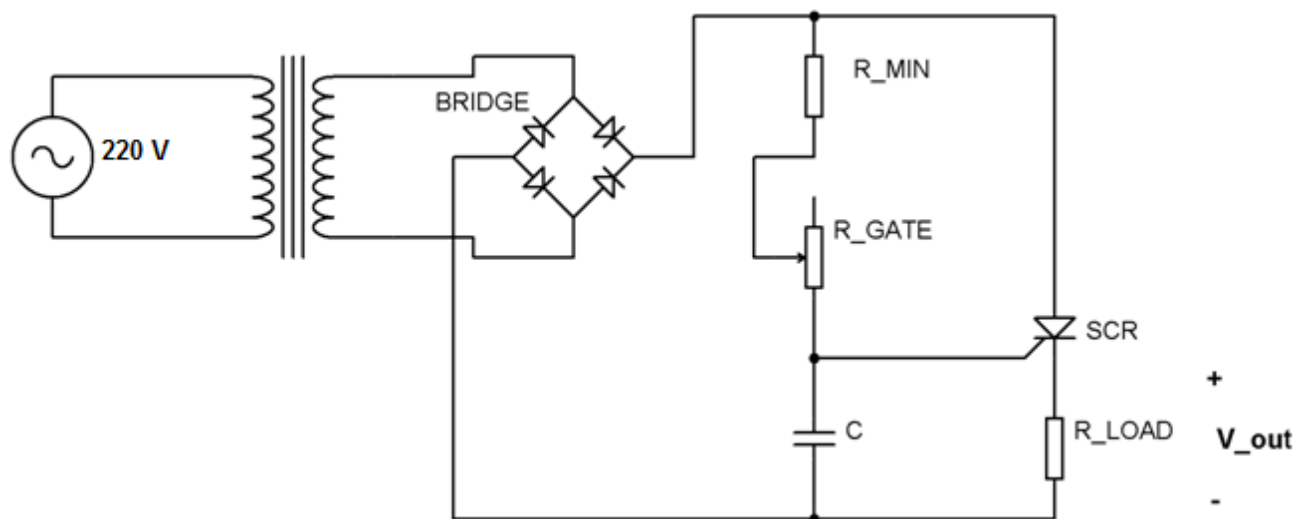 R_MIN
BRIDGE
220 V
R_GATE
SCR
+
C
R_LOAD
V_out
-